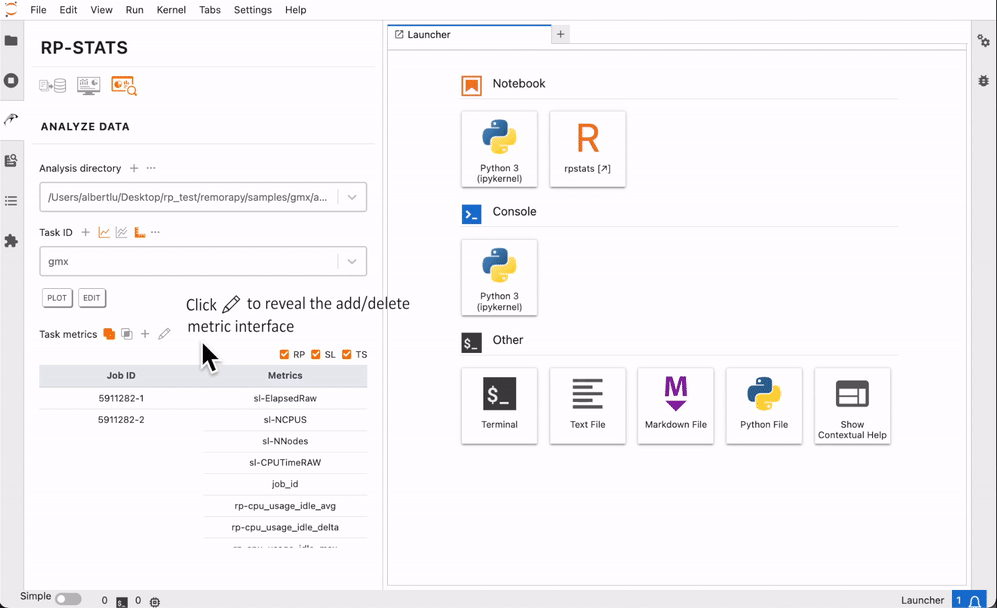 File Edit View Run Kernel Tabs Settings Help
RP-STATS
ANALYZE DATA
Analysis directory + ...
/Users/albertlu/Desktop/rp_test/remorapy/samples/gmx/a...
Task ID + ...
gmx
PLOT EDIT
Click to reveal the add/delete
metric interface
Task metrics +
RP SL TS
Job ID Metrics
5911282-1 sl-ElapsedRaw
5911282-2 sl-NCPUS
sl-NNodes
sl-CPUTimeRAW
job_id
rp-cpu_usage_idle_avg
rp-cpu_usage_idle_delta
Launcher +
Notebook
Python 3
(ipykernel)
R
rpstats [↗]
>_ Console
Python 3
(ipykernel)
$_ Other
$_
Terminal
Text File
M
Markdown File
Python File
Show
Contextual Help
Simple 0 $_ 0
Launcher 1